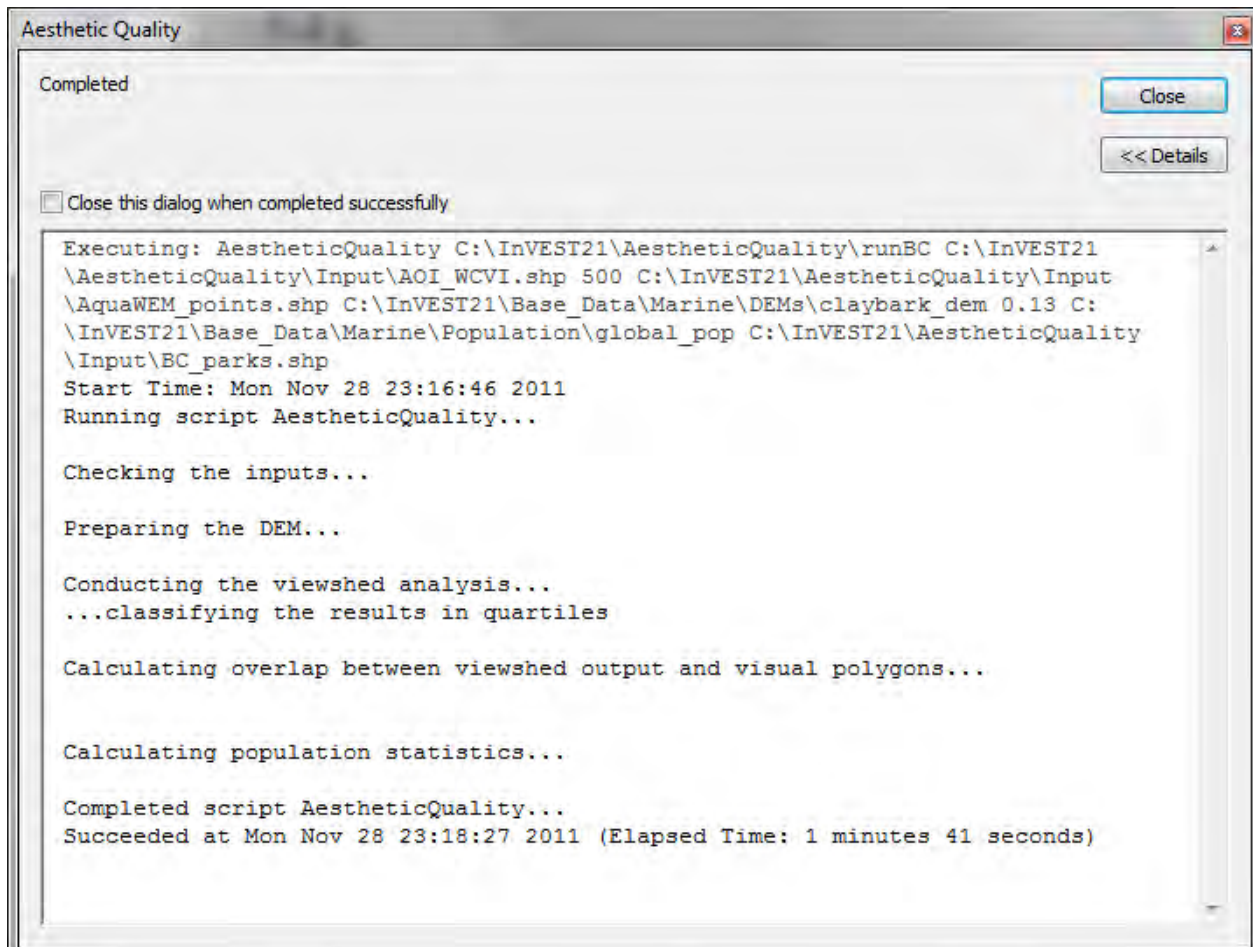 Aesthetic Quality
Completed
Close
<< Details
Close this dialog when completed successfully
Executing: AestheticQuality C:\InVEST21\AestheticQuality\runBC C:\InVEST21
\AestheticQuality\Input\AOI_WCVI.shp 500 C:\InVEST21\AestheticQuality\Input
\AquaWEM_points.shp C:\InVEST21\Base_Data\Marine\DEMs\claybark_dem 0.13 C:
\InVEST21\Base_Data\Marine\Population\global_pop C:\InVEST21\AestheticQuality
\Input\BC_parks.shp
Start Time: Mon Nov 28 23:16:46 2011
Running script AestheticQuality...
Checking the inputs...
Preparing the DEM...
Conducting the viewshed analysis...
...classifying the results in quartiles
Calculating overlap between viewshed output and visual polygons...
Calculating population statistics...
Completed script AestheticQuality...
Succeeded at Mon Nov 28 23:18:27 2011 (Elapsed Time: 1 minutes 41 seconds)